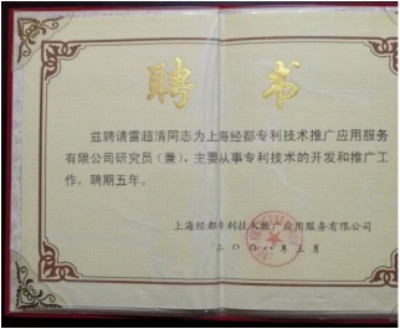 聘书
兹聘请雷超清同志为上海经都专利技术推广应用服务
有限公司研究员（兼），主要从事专利技术的开发和推广工
作，聘期五年。
上海经都专利技术推广应用服务有限公司
年三月